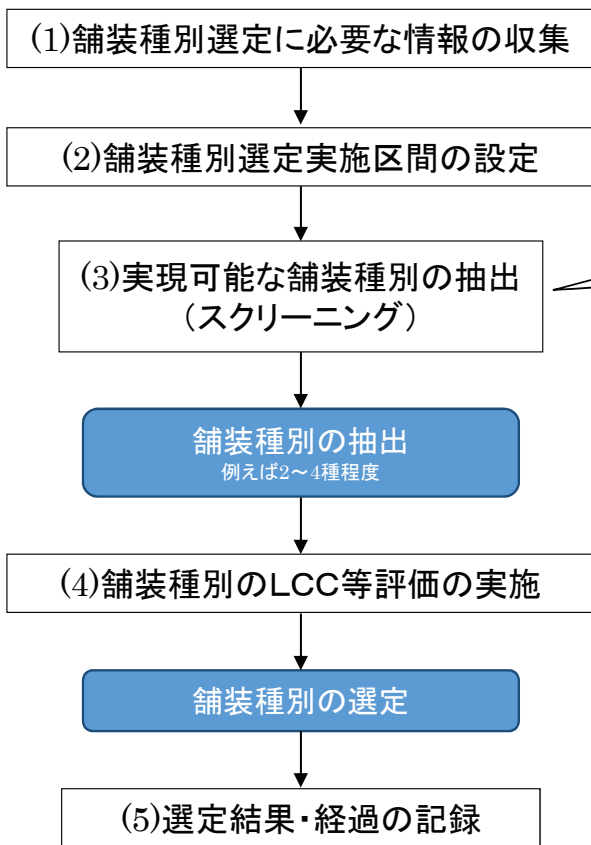 (1)舗装種別選定に必要な情報の収集
(2)舗装種別選定実施区間の設定
(3)実現可能な舗装種別の抽出
（スクリーニング）
舗装種別の抽出
例えば2～4種程度
(4)舗装種別のＬＣＣ等評価の実施
舗装種別の選定
(5)選定結果・経過の記録